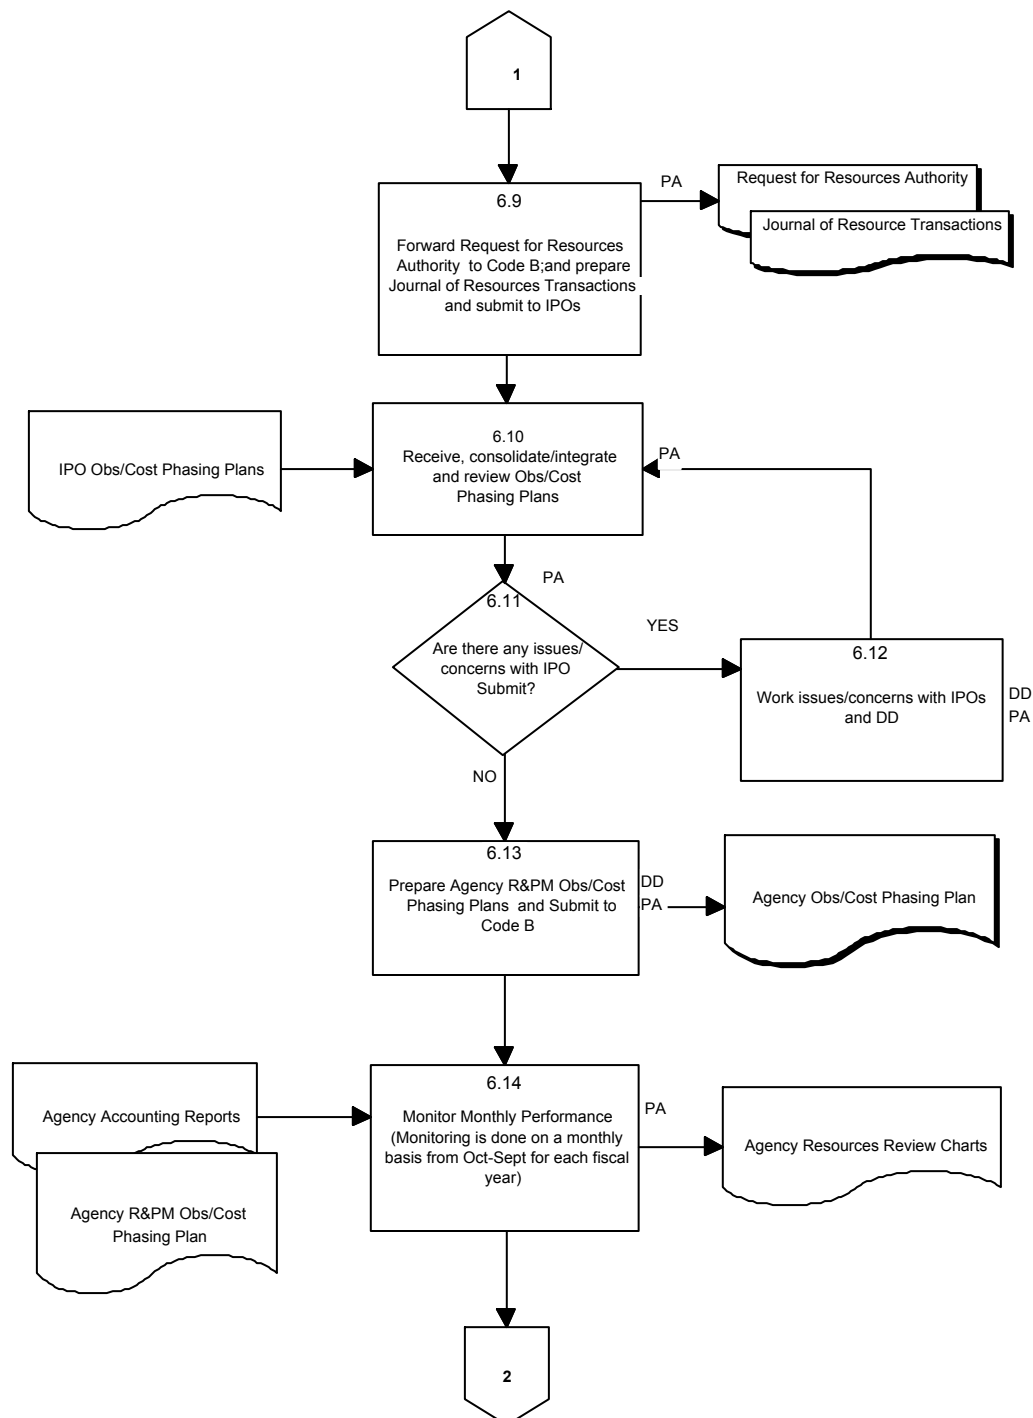 1
PA
Request for Resources Authority
Journal of Resource Transactions
6.9
Forward Request for Resources
Authority to Code B;and prepare
Journal of Resources Transactions
and submit to IPOs
IPO Obs/Cost Phasing Plans
6.10
Receive, consolidate/integrate
and review Obs/Cost
Phasing Plans
PA
PA
6.11
Are there any issues/
concerns with IPO
Submit?
YES
6.12
Work issues/concerns with IPOs
and DD
DD
PA
NO
6.13
Prepare Agency R&PM Obs/Cost
Phasing Plans and Submit to
Code B
DD
PA
Agency Obs/Cost Phasing Plan
Agency Accounting Reports
Agency R&PM Obs/Cost
Phasing Plan
6.14
Monitor Monthly Performance
(Monitoring is done on a monthly
basis from Oct-Sept for each fiscal
year)
PA
Agency Resources Review Charts
2